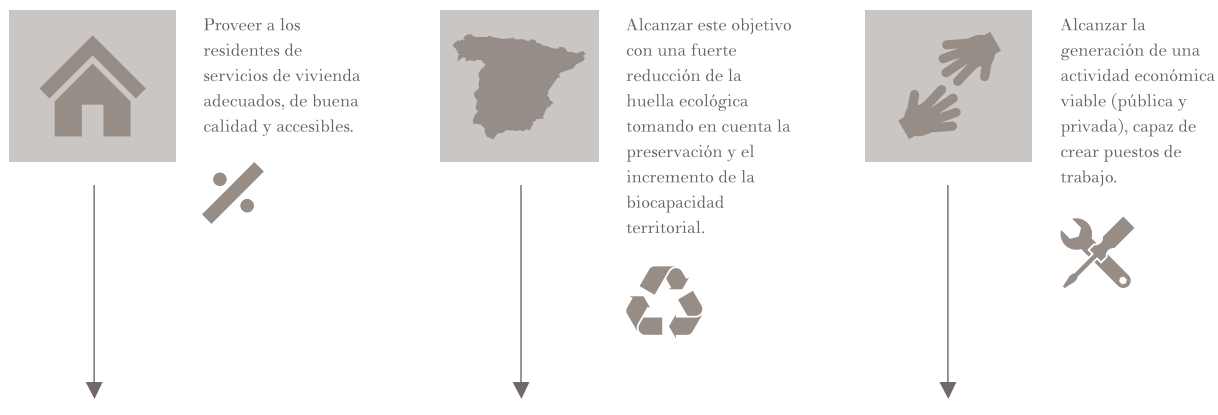 Proveer a los
residentes de
servicios de vivienda
adecuados, de buena
calidad y accesibles.
Alcanzar este objetivo
con una fuerte
reducción de la
huella ecológica
tomando en cuenta la
preservación y el
incremento de la
biocapacidad
territorial.
Alcanzar la
generación de una
actividad económica
viable (pública y
privada), capaz de
crear puestos de
trabajo.